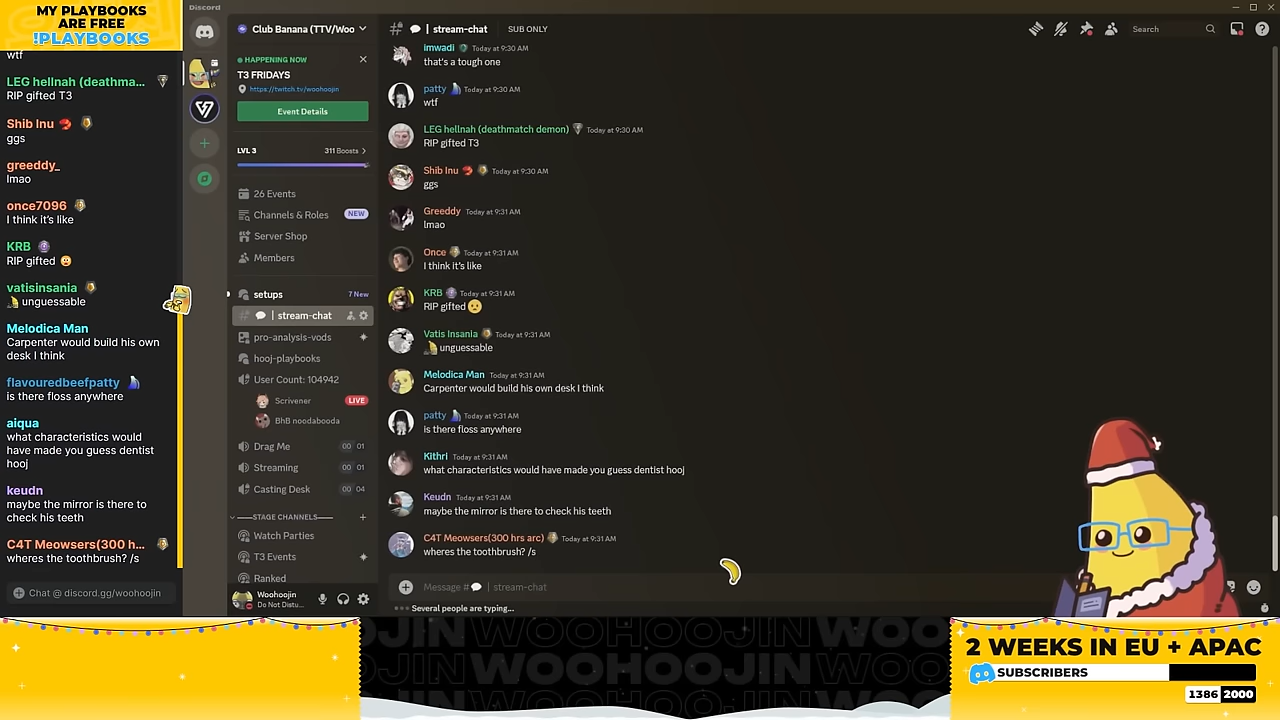 MY PLAYBOOKS
ARE FREE
!PLAYBOOKS
wtf
LEG hellnah (deathma...
RIP gifted T3
Shib Inu
ggs
greeddy_
lmao
once7096
I think it's like
KRB
RIP gifted
vatisinsania
unguessable
Melodica Man
Carpenter would build his own
desk I think
flavouredbeefpatty
is there floss anywhere
aiqua
what characteristics would
have made you guess dentist
hooj
keudn
maybe the mirror is there to
check his teeth
C4T Meowsers(300 h...
wheres the toothbrush? /s
Chat @ discord.gg/woohoojin
Discord
Club Banana (TTV/Woo
HAPPENING NOW
T3 FRIDAYS
https://twitch.tv/woohoojin
Event Details
LVL 3
311 Boosts
26 Events
Channels & Roles
NEW
Server Shop
Members
setups
7 New
| stream-chat
pro-analysis-vods
hooj-playbooks
User Count: 104942
Scrivener
LIVE
BhB noodabooda
Drag Me
00 01
Streaming
00 01
Casting Desk
00 04
STAGE CHANNELS
Watch Parties
T3 Events
Ranked
Woohoojin
Do Not Distu...
| stream-chat
SUB ONLY
Search
imwadi Today at 9:30 AM
that's a tough one
patty Today at 9:30 AM
wtf
LEG hellnah (deathmatch demon) Today at 9:30 AM
RIP gifted T3
Shib Inu Today at 9:30 AM
ggs
Greeddy Today at 9:31 AM
lmao
Once Today at 9:31 AM
I think it's like
KRB Today at 9:31 AM
RIP gifted
Vatis Insania Today at 9:31 AM
unguessable
Melodica Man Today at 9:31 AM
Carpenter would build his own desk I think
patty Today at 9:31 AM
is there floss anywhere
Kithri Today at 9:31 AM
what characteristics would have made you guess dentist hooj
Keudn Today at 9:31 AM
maybe the mirror is there to check his teeth
C4T Meowsers(300 hrs arc) Today at 9:31 AM
wheres the toothbrush? /s
Message # | stream-chat
Several people are typing...
OJIN WOOHOOJIN WOO
OJIN WOOHOOJIN WOO
2 WEEKS IN EU + APAC
SUBSCRIBERS
1386 2000